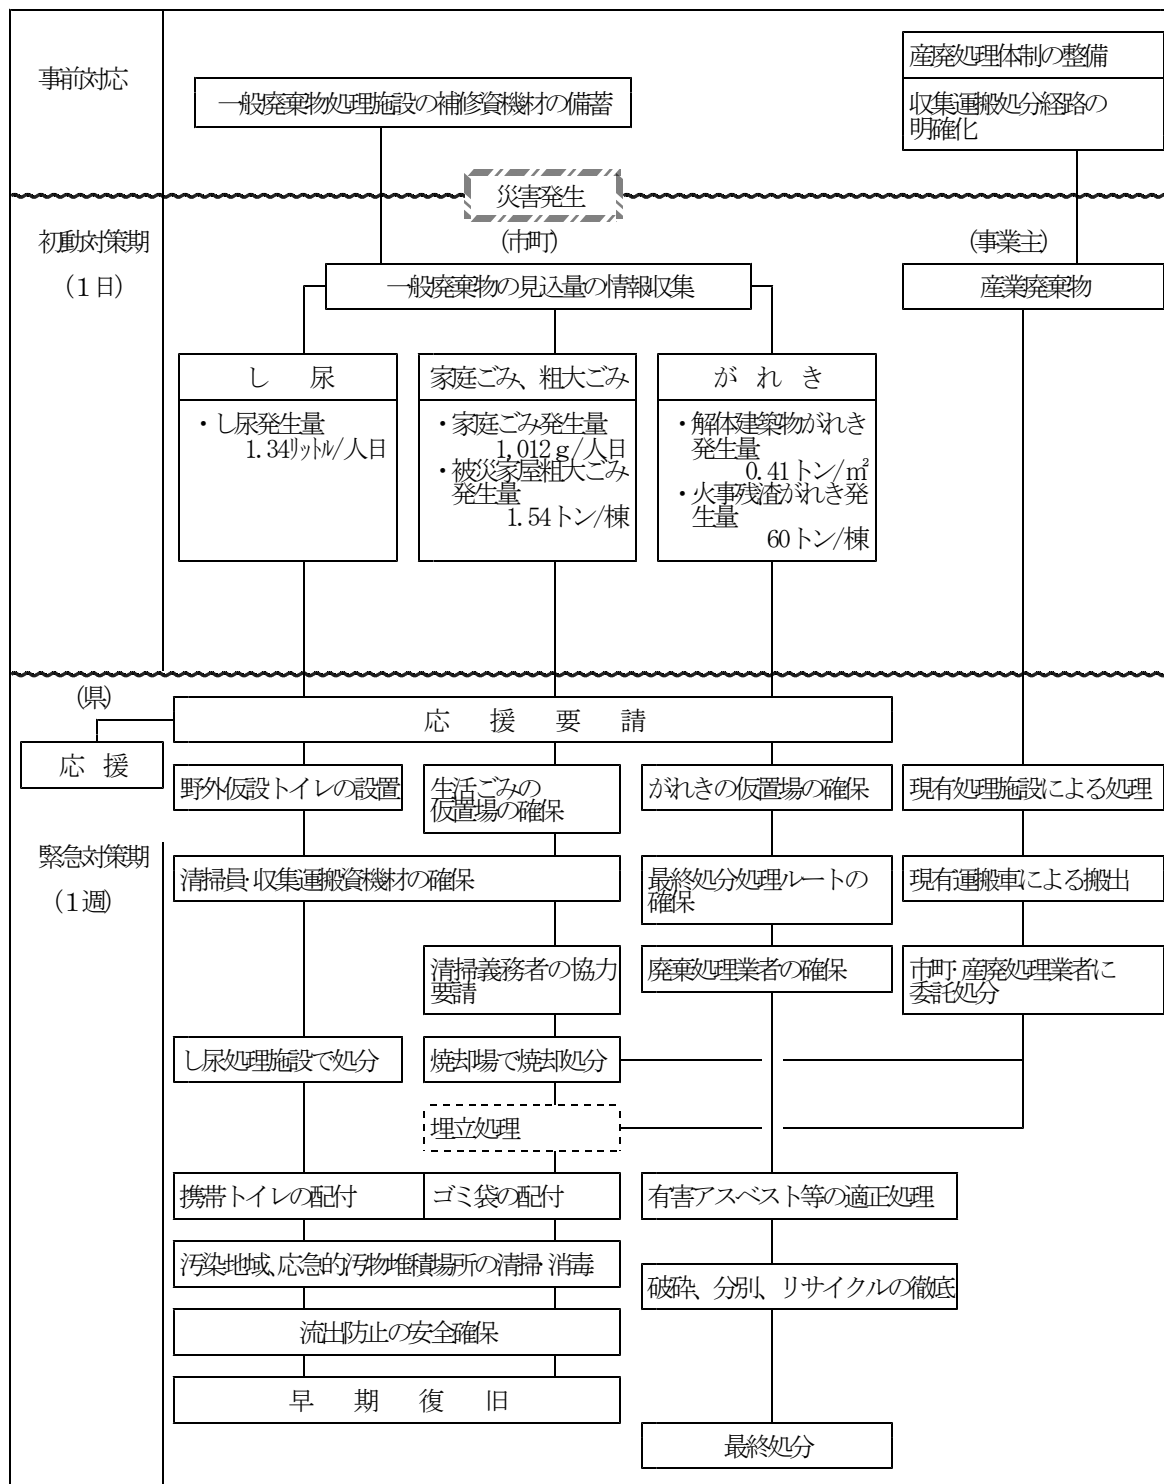 事前対応
一般廃棄物処理施設の補修資機材の備蓄
産廃処理体制の整備
収集運搬処分経路の
明確化
災害発生
初動対策期
（１日）
(市町)
(事業主)
一般廃棄物の見込量の情報収集
産業廃棄物
し　尿
・し尿発生量
1.34リットル/人日
家庭ごみ、粗大ごみ
・家庭ごみ発生量
1,012ｇ/人日
・被災家屋粗大ごみ
発生量
1.54トン/棟
が れ き
・解体建築物がれき
発生量
0.41トン/㎡
・火事残渣がれき発
生量
60トン/棟
(県)
応　援　要　請
応 援
緊急対策期
（１週）
野外仮設トイレの設置
生活ごみの
仮置場の確保
がれきの仮置場の確保
現有処理施設による処理
清掃員･収集運搬資機材の確保
最終処分処理ルートの
確保
現有運搬車による搬出
清掃義務者の協力
要請
廃棄処理業者の確保
市町･産廃処理業者に
委託処分
し尿処理施設で処分
焼却場で焼却処分
埋立処理
携帯トイレの配付
ゴミ袋の配付
有害アスベスト等の適正処理
汚染地域、応急的汚物堆積場所の清掃･消毒
破砕、分別、リサイクルの徹底
流出防止の安全確保
早　期　復　旧
最終処分